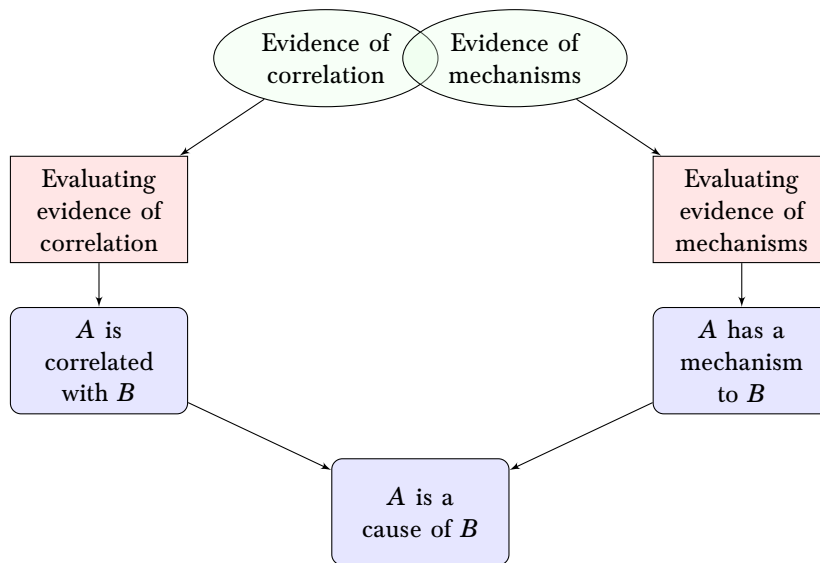 Evidence of
correlation
Evidence of
mechanisms
Evaluating
evidence of
correlation
Evaluating
evidence of
mechanisms
A is
correlated
with B
A has a
mechanism
to B
A is a
cause of B